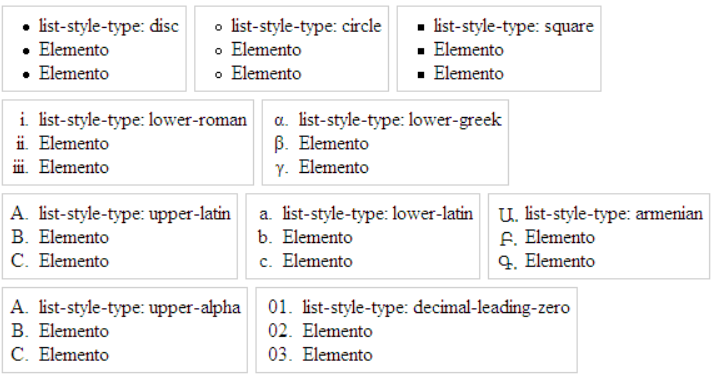 • list-style-type: disc
• Elemento
• Elemento
◦ list-style-type: circle
◦ Elemento
◦ Elemento
▪ list-style-type: square
▪ Elemento
▪ Elemento
i. list-style-type: lower-roman
ii. Elemento
iii. Elemento
α. list-style-type: lower-greek
β. Elemento
γ. Elemento
A. list-style-type: upper-latin
B. Elemento
C. Elemento
a. list-style-type: lower-latin
b. Elemento
c. Elemento
Ա. list-style-type: armenian
Բ. Elemento
Գ. Elemento
A. list-style-type: upper-alpha
B. Elemento
C. Elemento
01. list-style-type: decimal-leading-zero
02. Elemento
03. Elemento